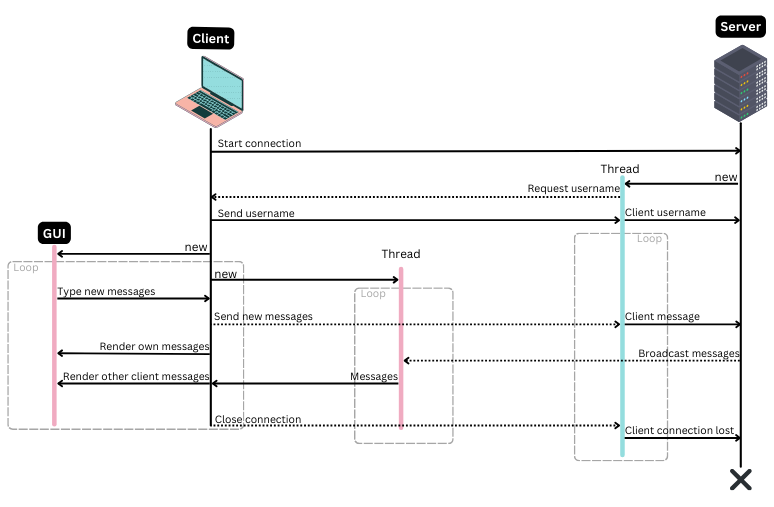 Server
Client
Start connection
Thread
new
Request username
Send username
Client username
GUI
new
Loop
Thread
Loop
new
Loop
Type new messages
Send new messages
Client message
Render own messages
Broadcast messages
Render other client messages
Messages
Close connection
Client connection lost